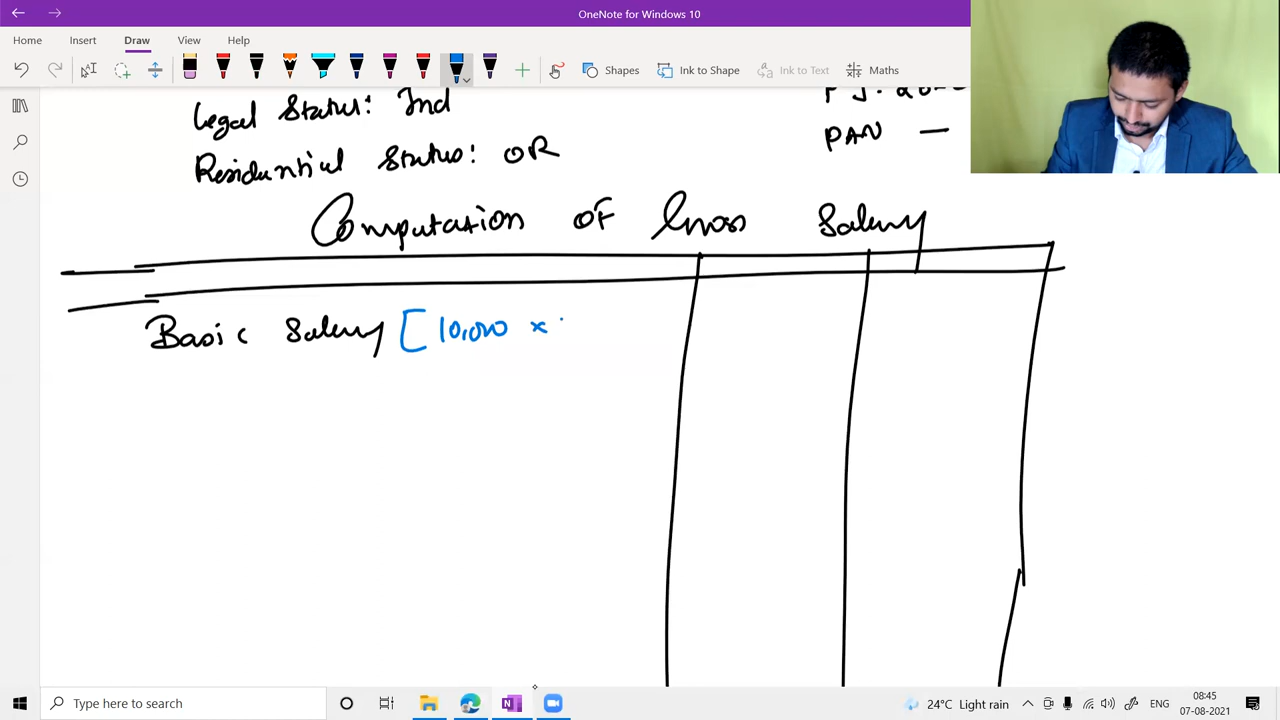 OneNote for Windows 10
Home Insert Draw View Help
Shapes Ink to Shape Ink to Text Maths
Legal Status: Ind
PAN —
Residential Status: OR
Computation OF Gross Salary
Basic Salary [10,000 ×
Type here to search
24°C Light rain
ENG
08:45
07-08-2021